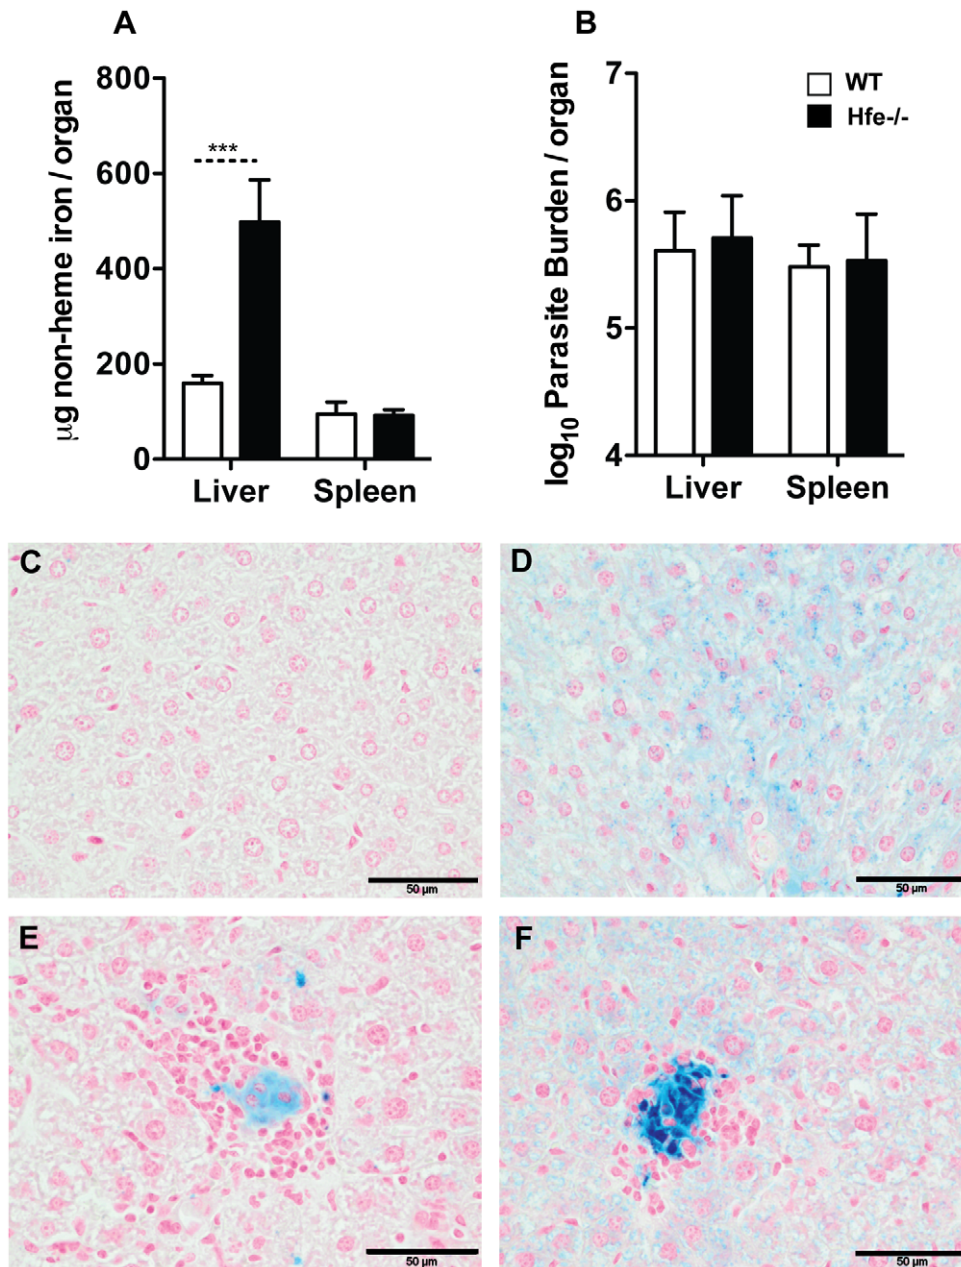 A
μg non-heme iron / organ
800
600
400
200
0
***
Liver
Spleen
B
log10 Parasite Burden / organ
7
6
5
4
WT
Hfe-/-
Liver
Spleen
C
50 μm
D
50 μm
E
50 μm
F
50 μm